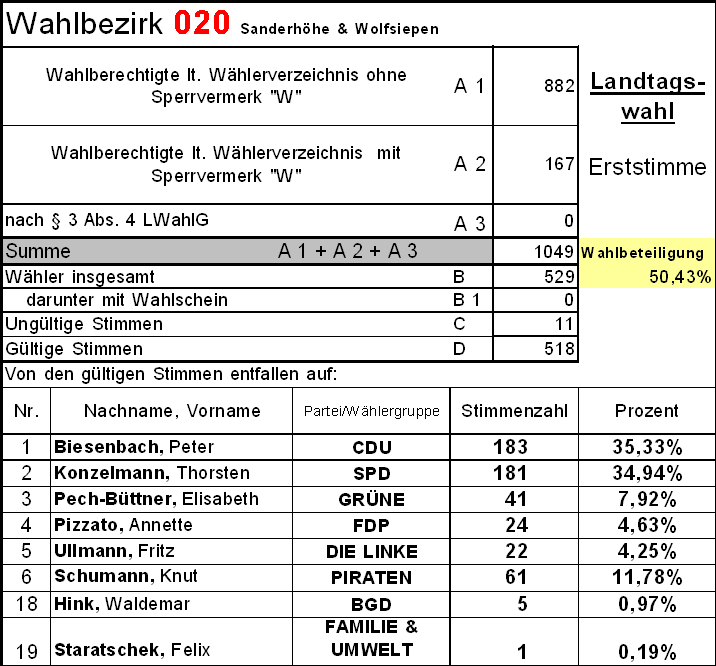 Wahlbezirk 020 Sanderhöhe & Wolfsiepen
Wahlberechtigte lt. Wählerverzeichnis ohne
Sperrvermerk "W" A 1 882
Landtags-
wahl
Wahlberechtigte lt. Wählerverzeichnis mit
Sperrvermerk "W" A 2 167
Erststimme
nach § 3 Abs. 4 LWahlG A 3 0
Summe A 1 + A 2 + A 3 1049 Wahlbeteiligung
Wähler insgesamt B 529 50,43%
darunter mit Wahlschein B 1 0
Ungültige Stimmen C 11
Gültige Stimmen D 518
Von den gültigen Stimmen entfallen auf:
Nr. Nachname, Vorname Partei/Wählergruppe Stimmenzahl Prozent
1 Biesenbach, Peter CDU 183 35,33%
2 Konzelmann, Thorsten SPD 181 34,94%
3 Pech-Büttner, Elisabeth GRÜNE 41 7,92%
4 Pizzato, Annette FDP 24 4,63%
5 Ullmann, Fritz DIE LINKE 22 4,25%
6 Schumann, Knut PIRATEN 61 11,78%
18 Hink, Waldemar BGD 5 0,97%
FAMILIE &
19 Staratschek, Felix UMWELT 1 0,19%